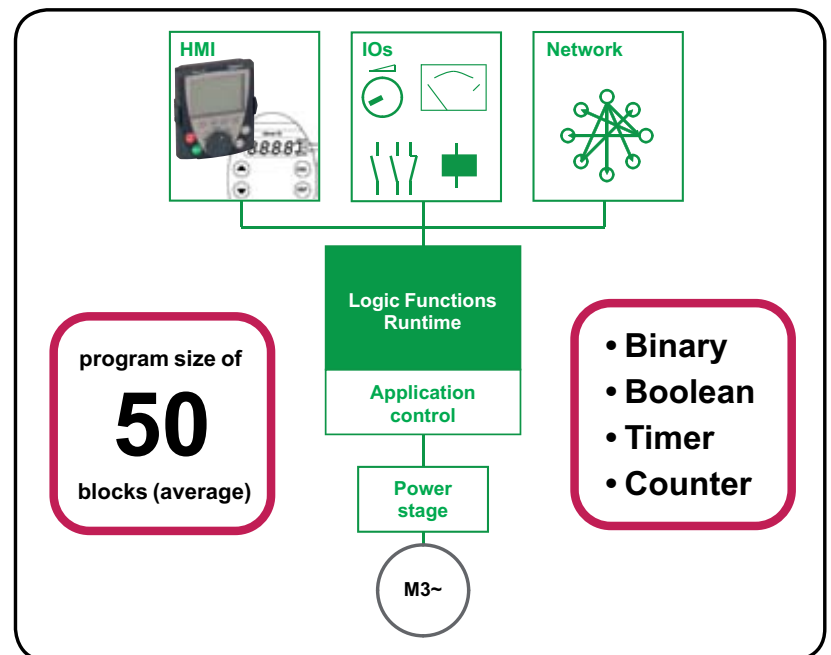 HMI
IOs
Network
8888
Logic Functions
Runtime
program size of
50
blocks (average)
Application
control
• Binary
• Boolean
• Timer
• Counter
Power
stage
M3~